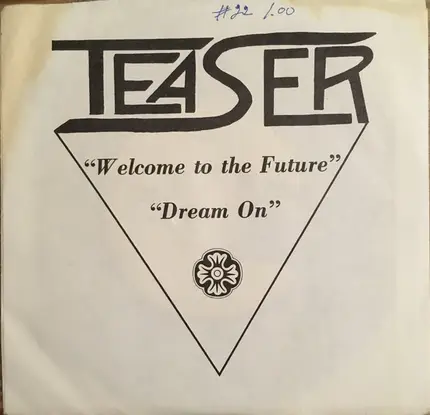 #22 1.00
TEASER
“Welcome to the Future”
“Dream On”